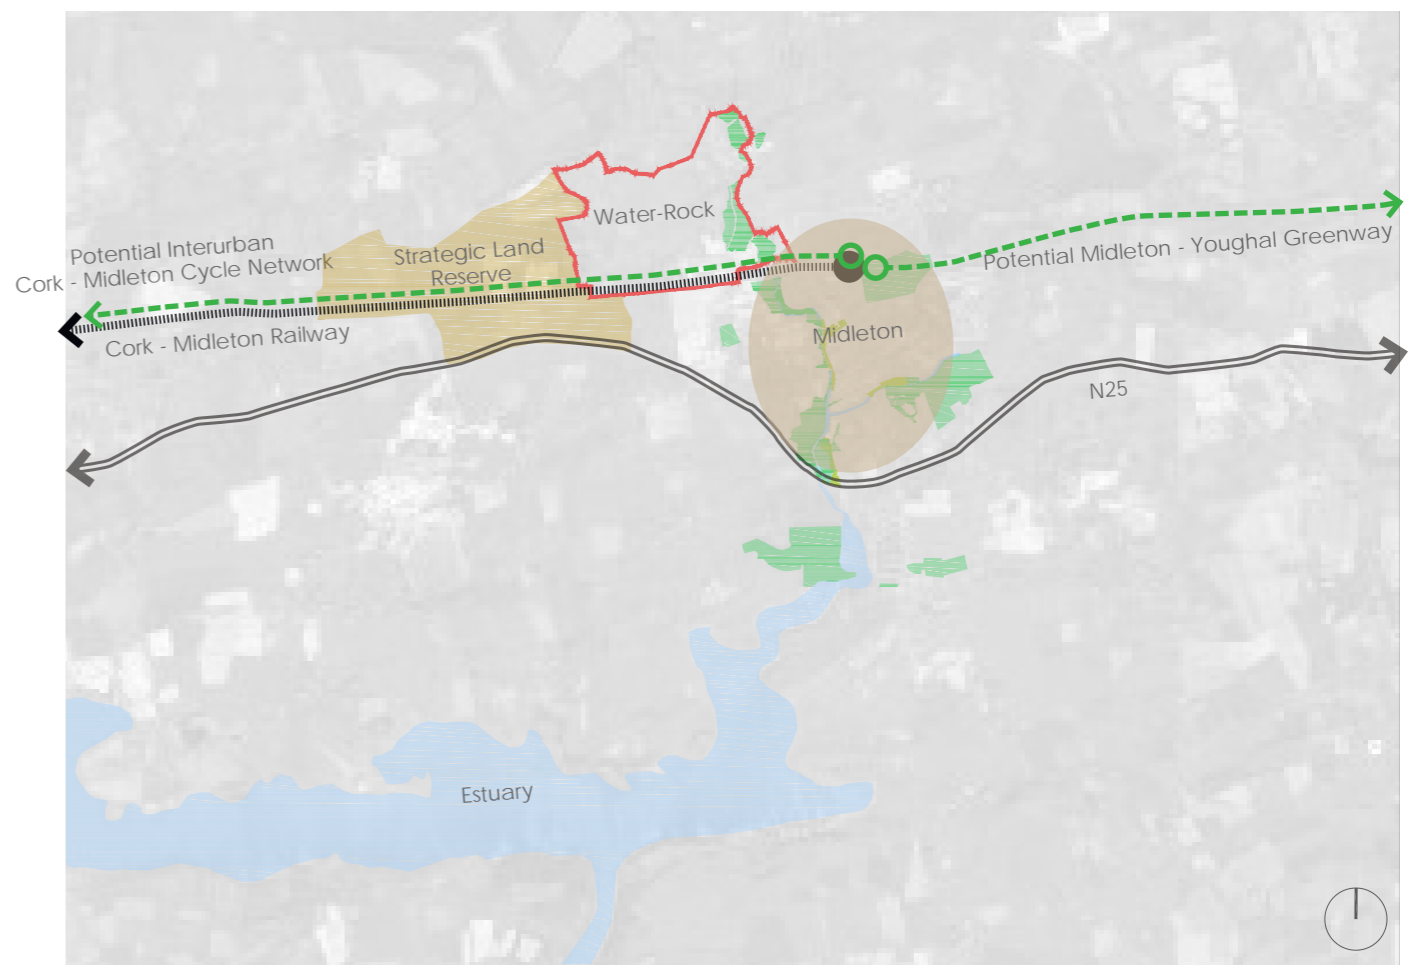 Water-Rock
Potential Interurban
Cork - Midleton Cycle Network
Strategic Land
Reserve
Potential Midleton - Youghal Greenway
Cork - Midleton Railway
Midleton
N25
Estuary